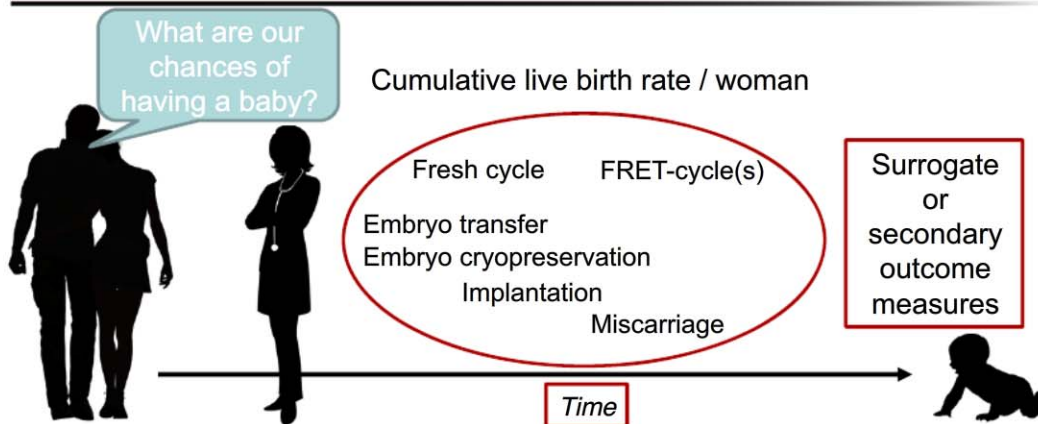 What are our
chances of
having a baby?
Cumulative live birth rate / woman
Fresh cycle
FRET-cycle(s)
Embryo transfer
Embryo cryopreservation
Implantation
Miscarriage
Surrogate
or
secondary
outcome
measures
Time